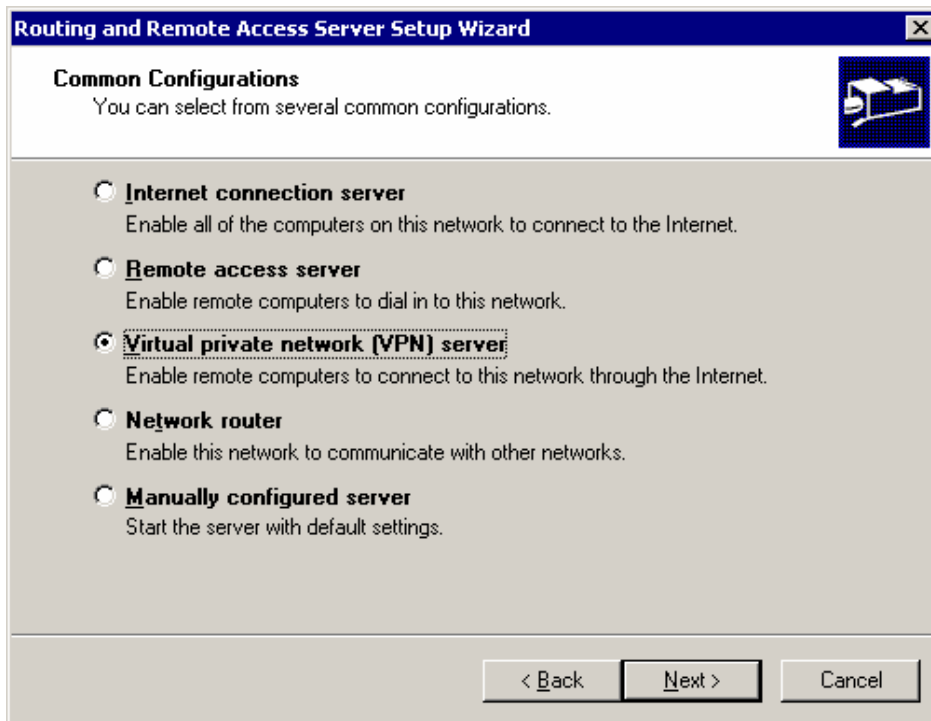 Routing and Remote Access Server Setup Wizard
Common Configurations
You can select from several common configurations.
Internet connection server
Enable all of the computers on this network to connect to the Internet.
Remote access server
Enable remote computers to dial in to this network.
Virtual private network (VPN) server
Enable remote computers to connect to this network through the Internet.
Network router
Enable this network to communicate with other networks.
Manually configured server
Start the server with default settings.
< Back Next > Cancel